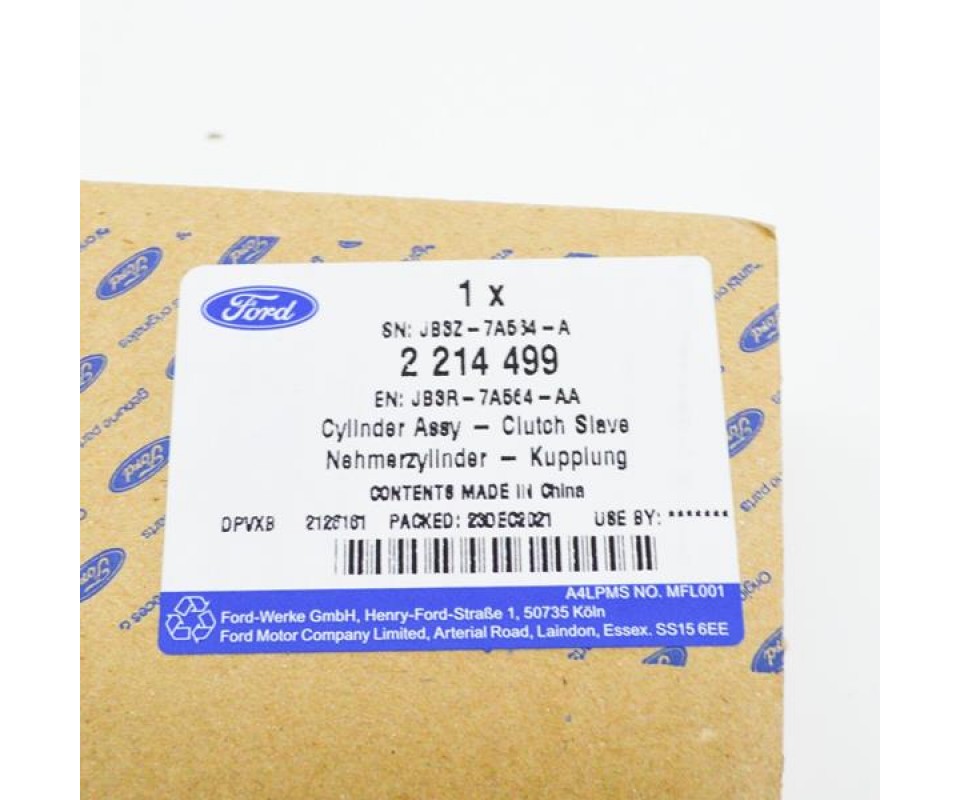 Ford
1 x
SN: JB3Z-7A564-A
2 214 499
EN: JB3R-7A564-AA
Cylinder Assy - Clutch Slave
Nehmerzylinder - Kupplung
CONTENTS MADE IN China
DPVXB 2126161 PACKED: 23DEC2021 USE BY: *******
A4LPMS NO. MFL001
Ford-Werke GmbH, Henry-Ford-Straße 1, 50735 Köln
Ford Motor Company Limited, Arterial Road, Laindon, Essex. SS15 6EE